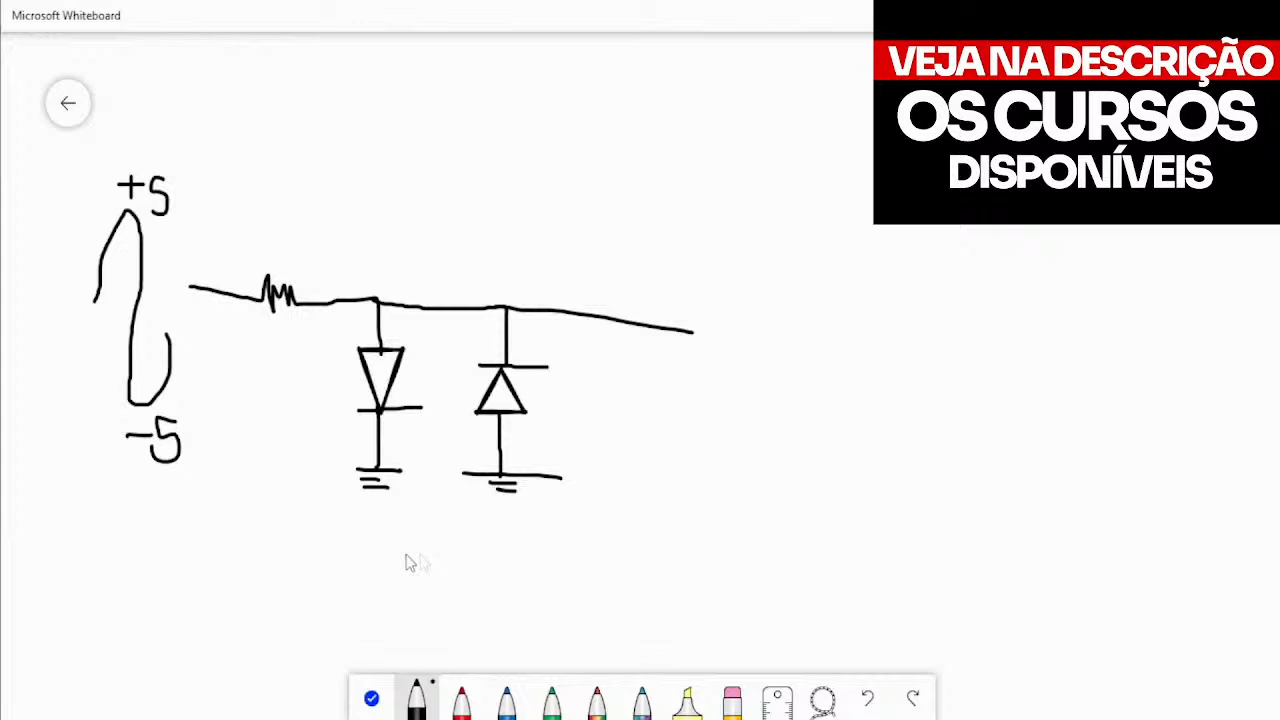 Microsoft Whiteboard
VEJA NA DESCRIÇÃO
OS CURSOS
DISPONÍVEIS
+5
-5